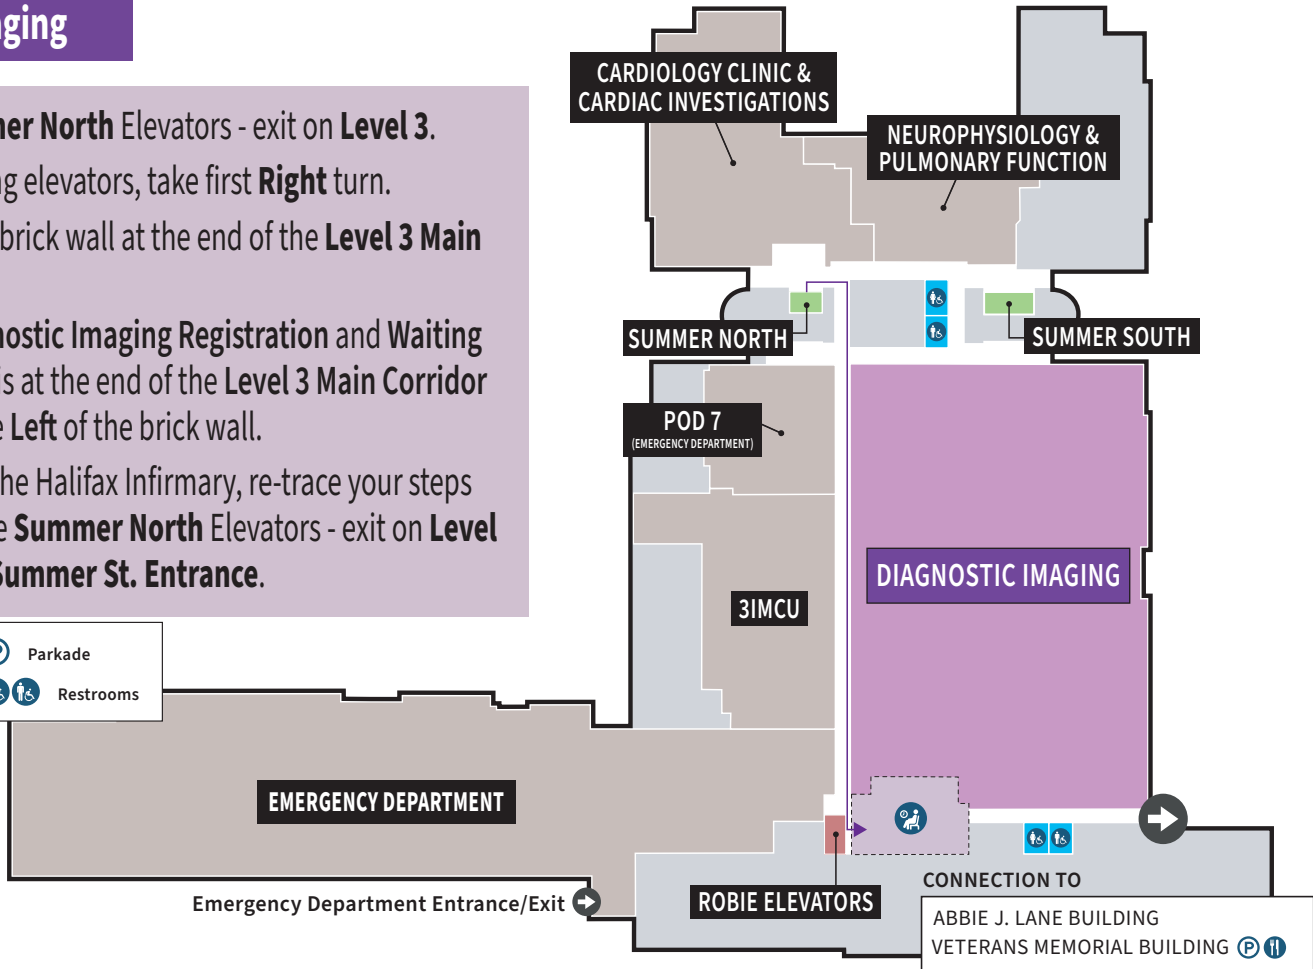 ging
ner North Elevators - exit on Level 3.
g elevators, take first Right turn.
brick wall at the end of the Level 3 Main
nostic Imaging Registration and Waiting
is at the end of the Level 3 Main Corridor
e Left of the brick wall.
he Halifax Infirmary, re-trace your steps
e Summer North Elevators - exit on Level
Summer St. Entrance.
Parkade
Restrooms
CARDIOLOGY CLINIC &
CARDIAC INVESTIGATIONS
NEUROPHYSIOLOGY &
PULMONARY FUNCTION
SUMMER NORTH
SUMMER SOUTH
POD 7
(EMERGENCY DEPARTMENT)
DIAGNOSTIC IMAGING
3IMCU
EMERGENCY DEPARTMENT
Emergency Department Entrance/Exit
ROBIE ELEVATORS
CONNECTION TO
ABBIE J. LANE BUILDING
VETERANS MEMORIAL BUILDING P